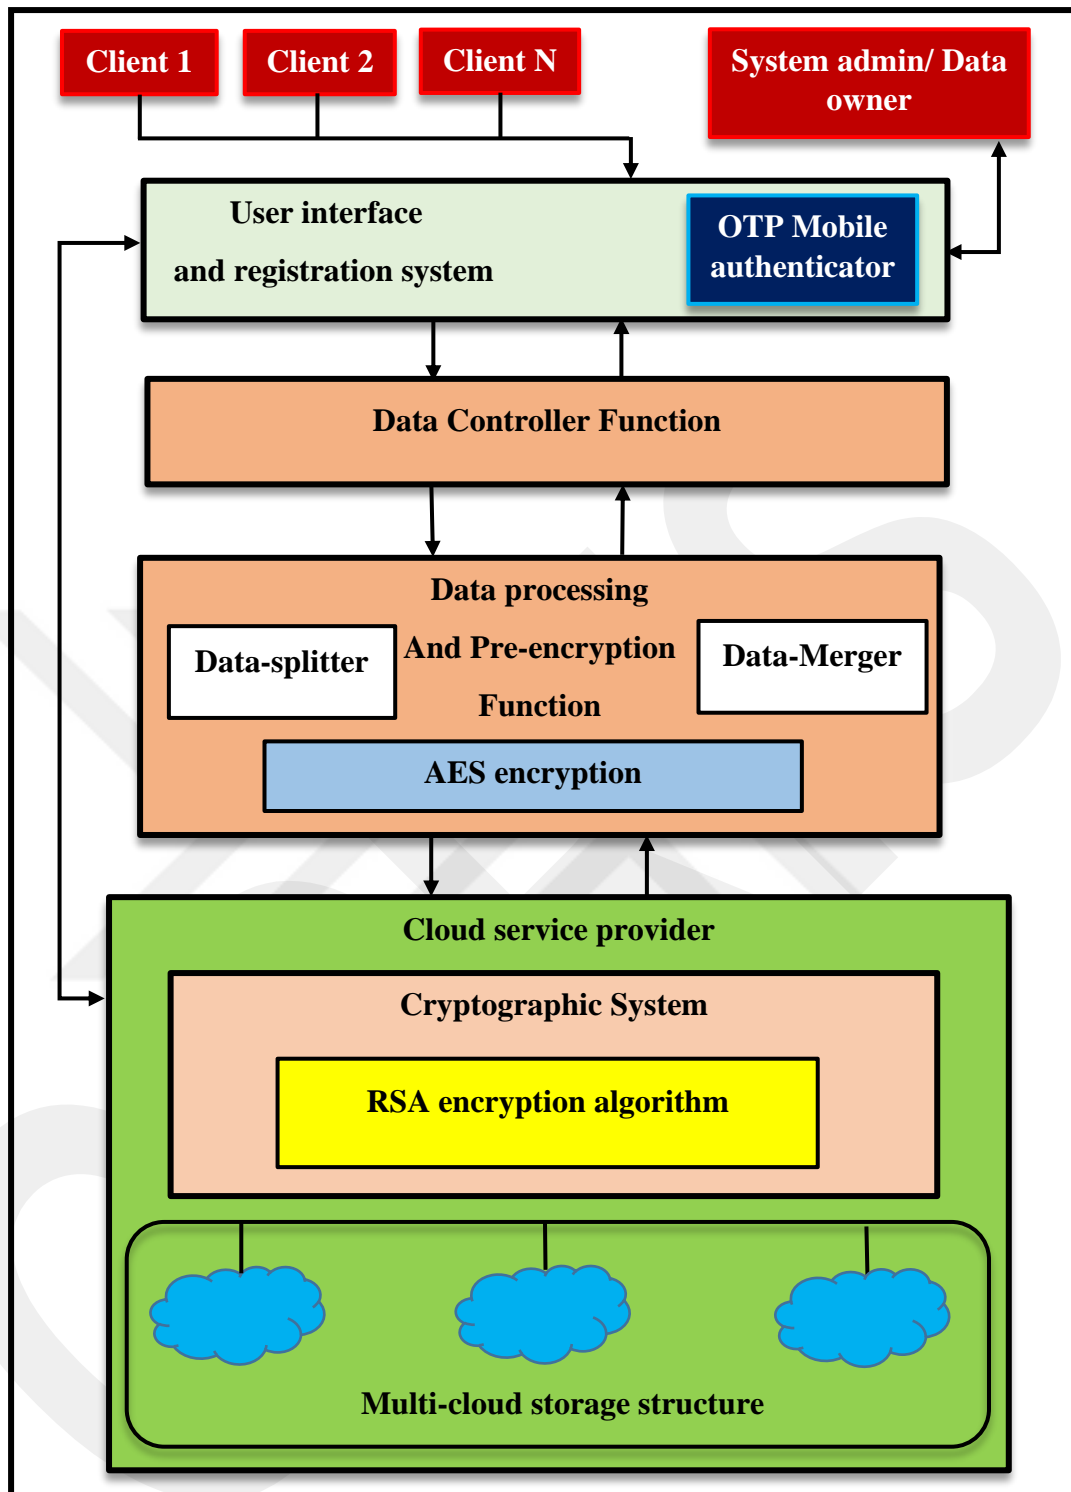 Client 1
Client 2
Client N
System admin/ Data
owner
User interface
and registration system
OTP Mobile
authenticator
Data Controller Function
Data processing
And Pre-encryption
Function
Data-splitter
Data-Merger
AES encryption
Cloud service provider
Cryptographic System
RSA encryption algorithm
Multi-cloud storage structure